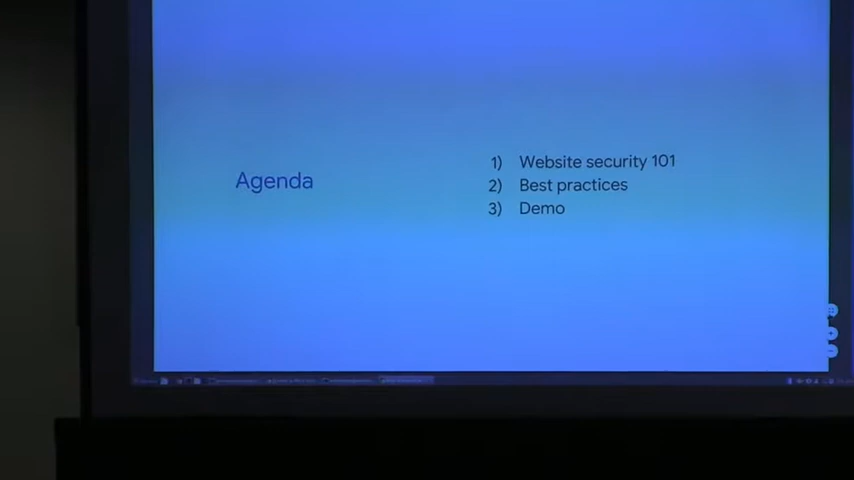 Agenda
1) Website security 101
2) Best practices
3) Demo